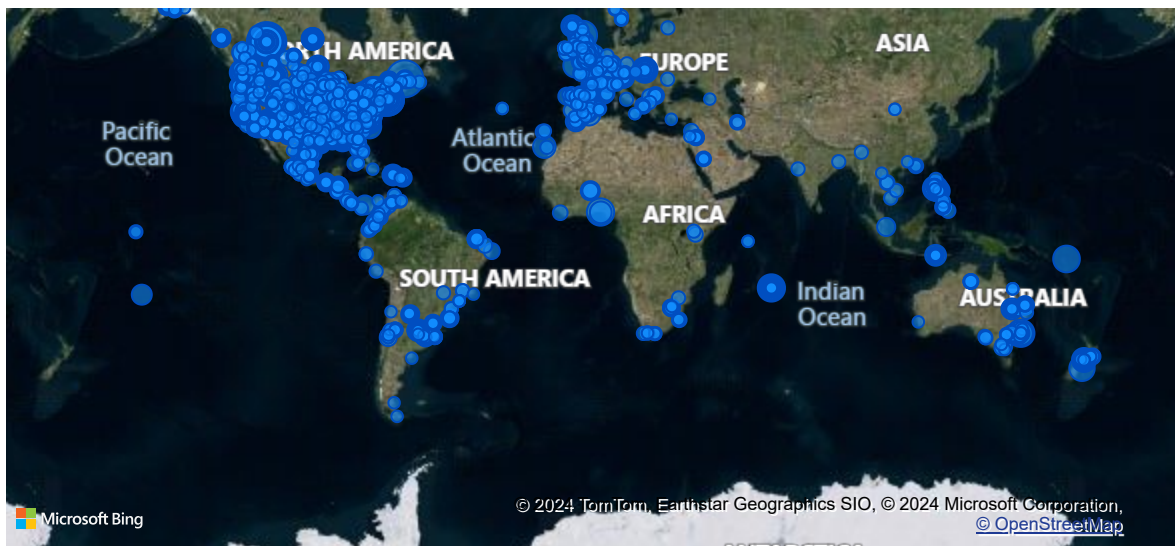 NORTH AMERICA
EUROPE
ASIA
Pacific
Ocean
Atlantic
Ocean
AFRICA
SOUTH AMERICA
Indian
Ocean
AUSTRALIA
© 2024 TomTom, Earthstar Geographics SIO, © 2024 Microsoft Corporation,
Microsoft Bing
© OpenStreetMap
ANTARCTICA